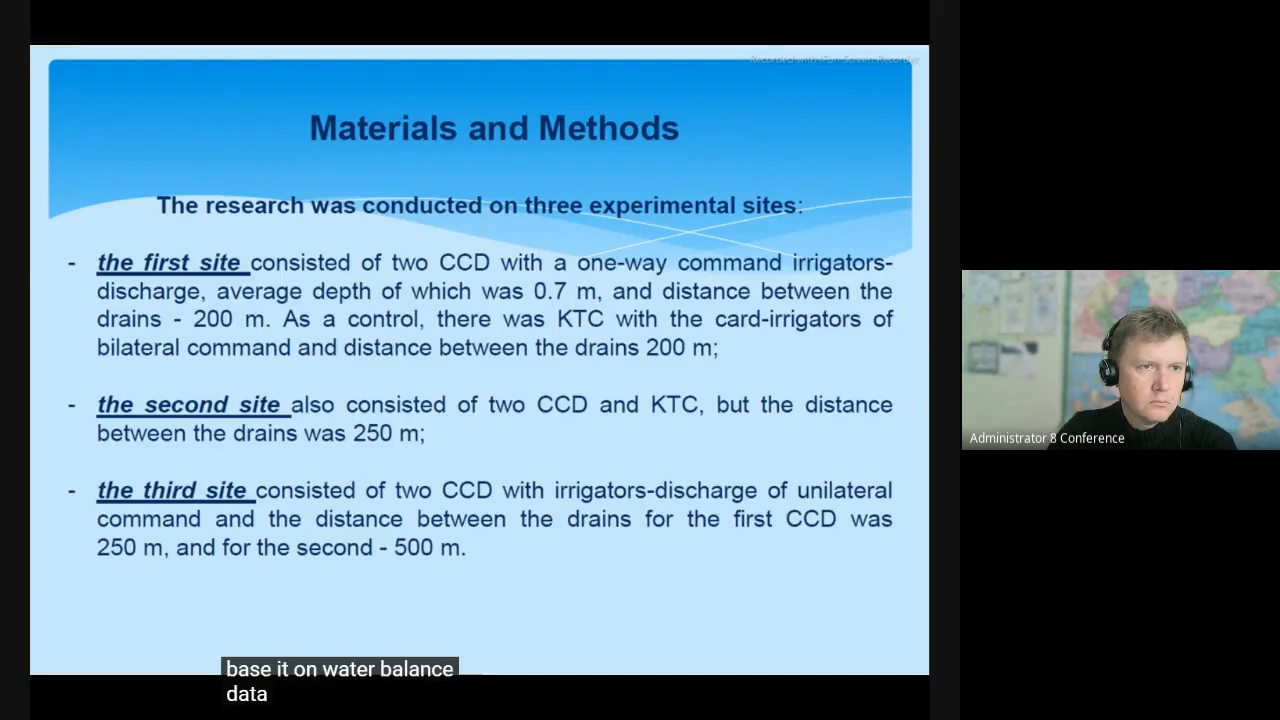 Recorded with iFun Screen Recorder
Materials and Methods
The research was conducted on three experimental sites:
- the first site consisted of two CCD with a one-way command irrigators-
discharge, average depth of which was 0.7 m, and distance between the
drains - 200 m. As a control, there was KTC with the card-irrigators of
bilateral command and distance between the drains 200 m;
- the second site also consisted of two CCD and KTC, but the distance
between the drains was 250 m;
- the third site consisted of two CCD with irrigators-discharge of unilateral
command and the distance between the drains for the first CCD was
250 m, and for the second - 500 m.
Administrator 8 Conference
base it on water balance
data